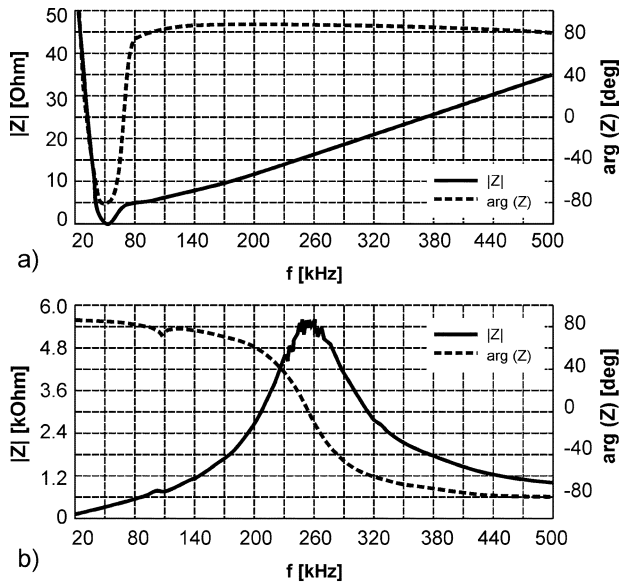 50
40
30
20
10
0
|Z| [Ohm]
80
40
0
-40
-80
arg (Z) [deg]
|Z|
arg (Z)
20 80 140 200 260 320 380 440 500
f [kHz]
a)
6.0
4.8
3.6
2.4
1.2
0
|Z| [kOhm]
80
40
0
-40
-80
arg (Z) [deg]
|Z|
arg (Z)
20 80 140 200 260 320 380 440 500
f [kHz]
b)